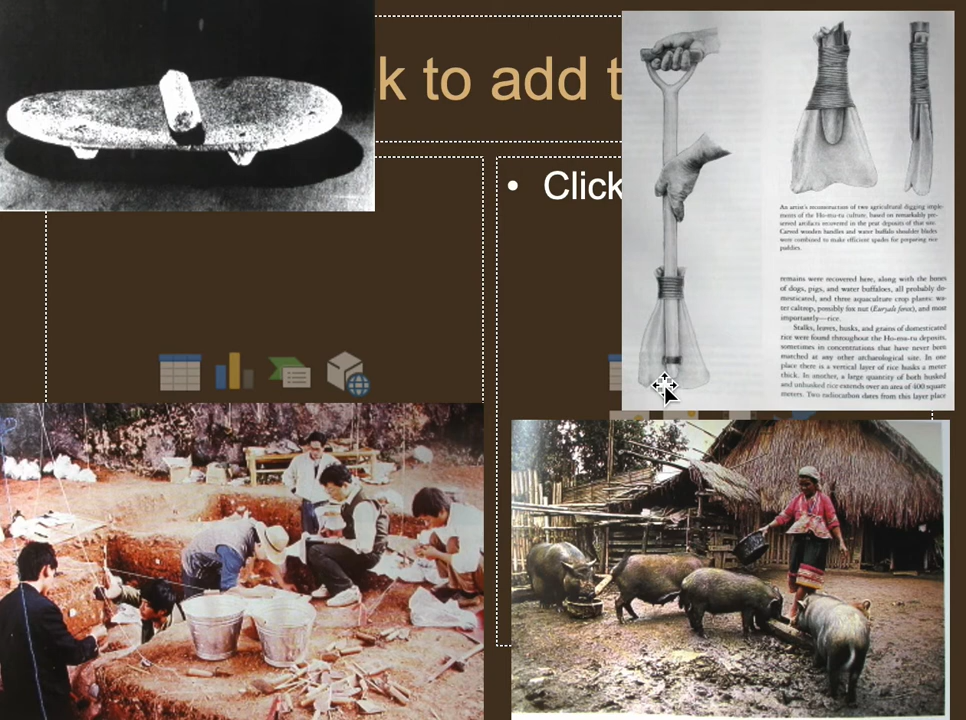 k to add t
• Click
An artist's reconstruction of two agricultural digging imple-
ments of the Ho-mu-tu culture, based on remarkably pre-
served artifacts recovered in the peat deposits of that site.
Carved wooden handles and water buffalo shoulder blades
were combined to make efficient spades for preparing rice
paddies.
remains were recovered here, along with the bones
of dogs, pigs, and water buffaloes, all probably do-
mesticated, and three aquaculture crop plants: wa-
ter caltrop, possibly fox nut (Euryale ferox), and most
importantly—rice.
Stalks, leaves, husks, and grains of domesticated
rice were found throughout the Ho-mu-tu culture,
sometimes in concentrations that have never been
matched at any other archaeological site. In one
place there is a vertical layer of rice husks a meter
thick. In another, a large quantity of both husked
and unhusked rice extends over an area of 400 square
meters. Two radiocarbon dates from this layer place